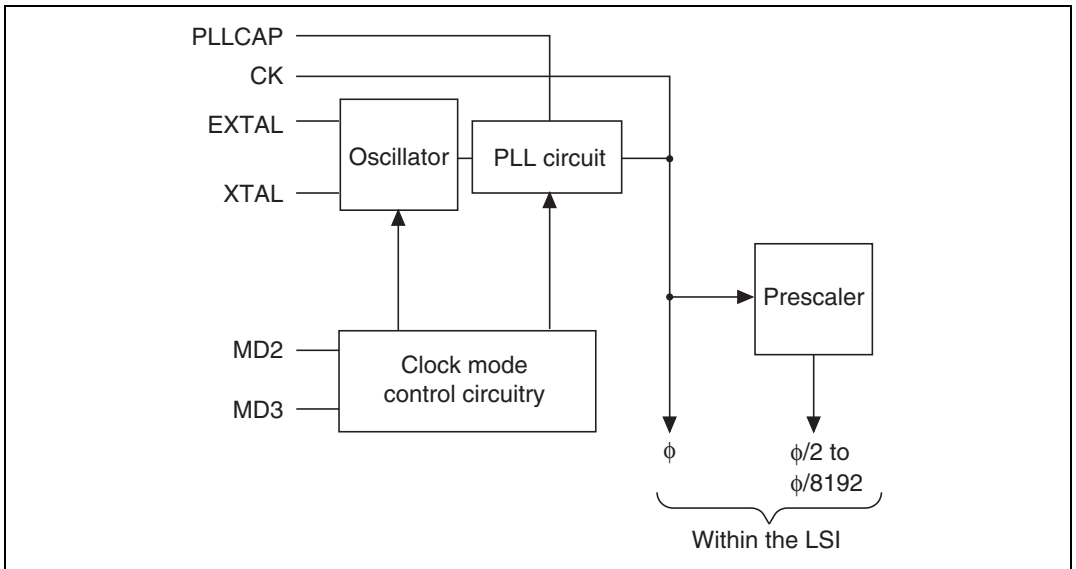 PLLCAP
CK
EXTAL
XTAL
Oscillator
PLL circuit
Prescaler
MD2
MD3
Clock mode
control circuitry
ϕ
ϕ/2 to
ϕ/8192
Within the LSI